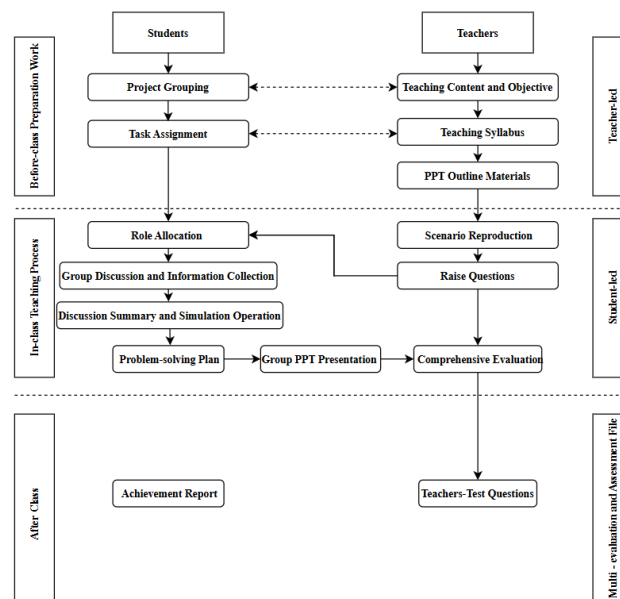 Students
Teachers
Before-class Preparation Work
Teacher-led
Project Grouping
Teaching Content and Objective
Task Assignment
Teaching Syllabus
PPT Outline Materials
In-class Teaching Process
Student-led
Role Allocation
Scenario Reproduction
Group Discussion and Information Collection
Raise Questions
Discussion Summary and Simulation Operation
Problem-solving Plan
Group PPT Presentation
Comprehensive Evaluation
After Class
Multi - evaluation and Assessment File
Achievement Report
Teachers-Test Questions